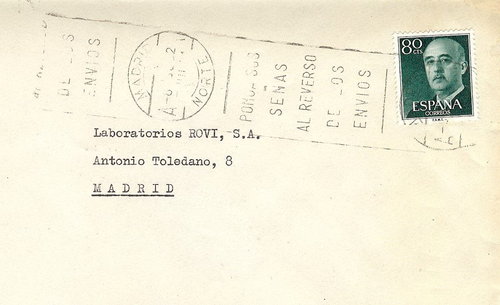 DE LOS
ENVIOS
MADRID
NORTE
PONGA SUS
SEÑAS
AL REVERSO
DE LOS
ENVIOS
80 CTS
ESPAÑA
CORREOS
Laboratorios ROVI, S.A.
Antonio Toledano, 8
MADRID